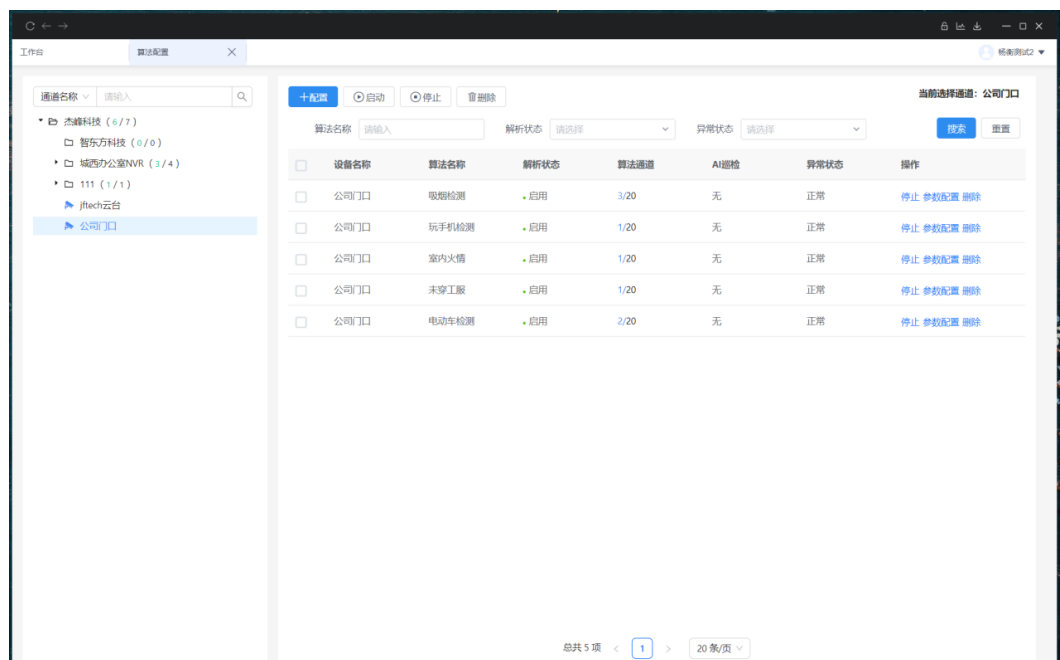 工作台 算法配置 杨衡测试2
通道名称 请输入
杰峰科技 ( 6 / 7 )
智东方科技 ( 0 / 0 )
城西办公室NVR ( 3 / 4 )
111 ( 1 / 1 )
jftech云台
公司门口
配置 启动 停止 删除 当前选择通道：公司门口
算法名称 请输入 解析状态 请选择 异常状态 请选择 搜索 重置
设备名称 算法名称 解析状态 算法通道 AI巡检 异常状态 操作
公司门口 吸烟检测 启用 3/20 无 正常 停止 参数配置 删除
公司门口 玩手机检测 启用 1/20 无 正常 停止 参数配置 删除
公司门口 室内火情 启用 1/20 无 正常 停止 参数配置 删除
公司门口 未穿工服 启用 1/20 无 正常 停止 参数配置 删除
公司门口 电动车检测 启用 2/20 无 正常 停止 参数配置 删除
总共 5 项 < 1 > 20 条/页